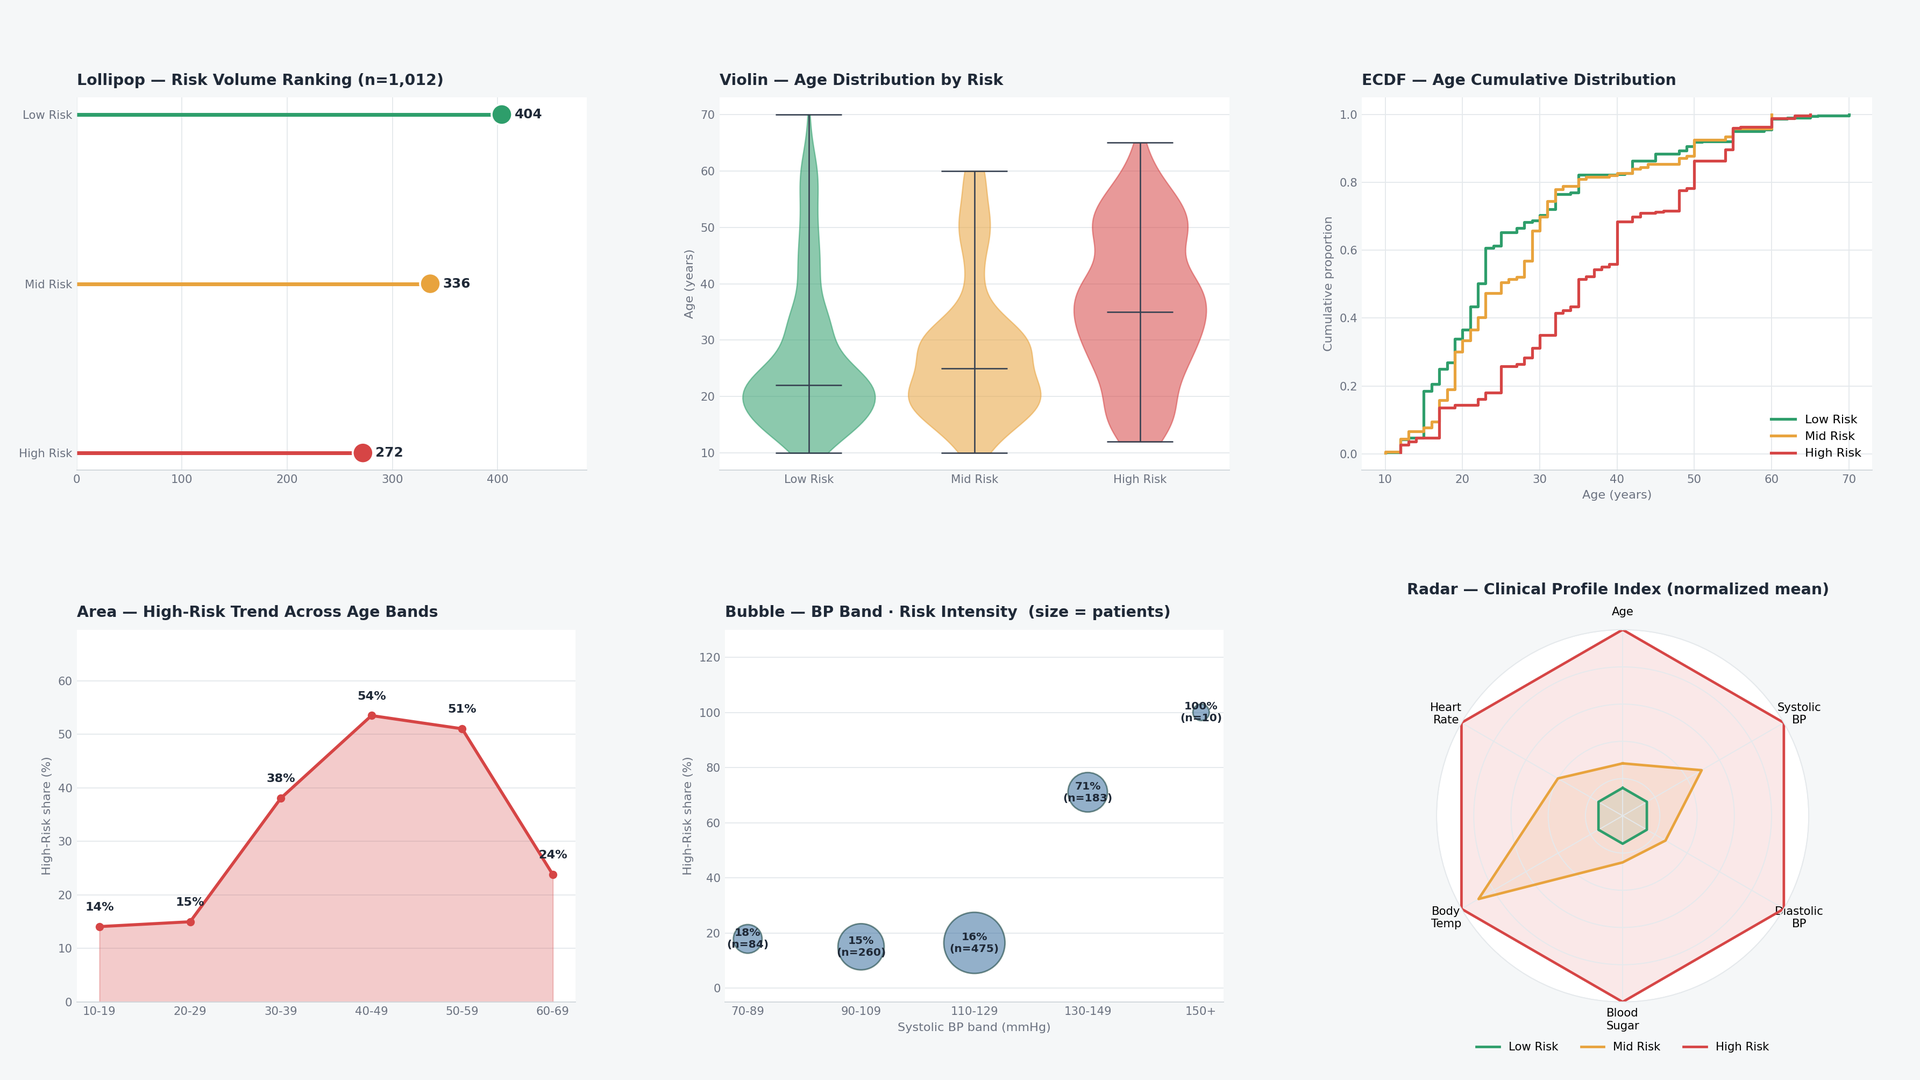 Lollipop — Risk Volume Ranking (n=1,012)
Low Risk
404
Mid Risk
336
High Risk
272
0
100
200
300
400
Violin — Age Distribution by Risk
Age (years)
70
60
50
40
30
20
10
Low Risk
Mid Risk
High Risk
ECDF — Age Cumulative Distribution
Cumulative proportion
1.0
0.8
0.6
0.4
0.2
0.0
Low Risk
Mid Risk
High Risk
10
20
30
40
50
60
70
Age (years)
Area — High-Risk Trend Across Age Bands
High-Risk share (%)
60
50
40
30
20
10
0
14%
15%
38%
54%
51%
24%
10-19
20-29
30-39
40-49
50-59
60-69
Bubble — BP Band · Risk Intensity  (size = patients)
High-Risk share (%)
120
100
80
60
40
20
0
18%
(n=84)
15%
(n=260)
16%
(n=475)
71%
(n=183)
100%
(n=10)
70-89
90-109
110-129
130-149
150+
Systolic BP band (mmHg)
Radar — Clinical Profile Index (normalized mean)
Age
Heart
Rate
Systolic
BP
Body
Temp
Diastolic
BP
Blood
Sugar
Low Risk
Mid Risk
High Risk